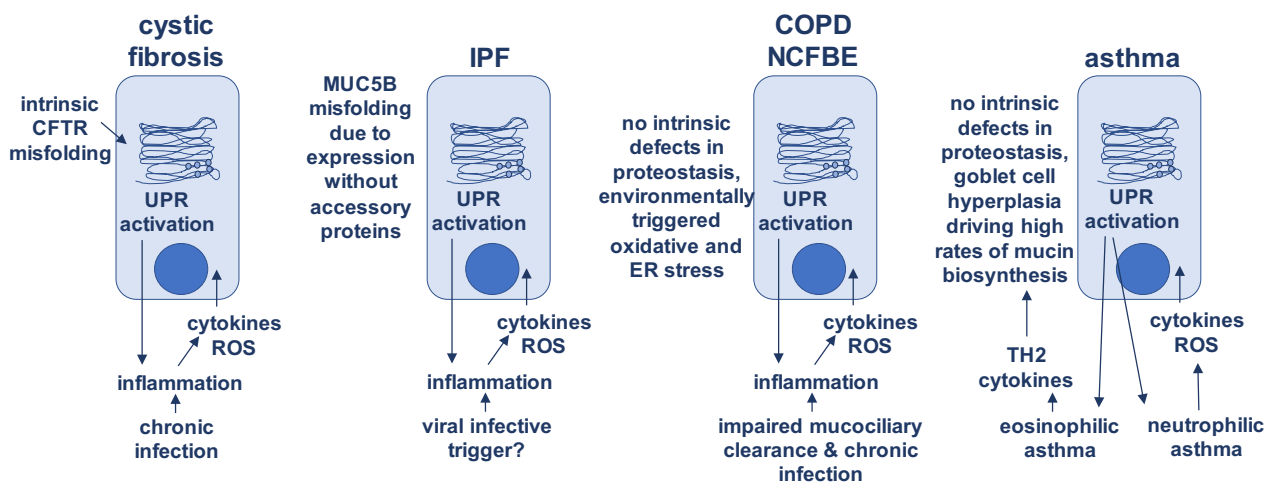 cystic
fibrosis
intrinsic
CFTR
misfolding
UPR
activation
cytokines
ROS
inflammation
chronic
infection
IPF
MUC5B
misfolding
due to
expression
without
accessory
proteins
UPR
activation
cytokines
ROS
inflammation
viral infective
trigger?
COPD
NCFBE
no intrinsic
defects in
proteostasis,
environmentally
triggered
oxidative and
ER stress
UPR
activation
cytokines
ROS
inflammation
impaired mucociliary
clearance & chronic
infection
asthma
no intrinsic
defects in
proteostasis,
goblet cell
hyperplasia
driving high
rates of mucin
biosynthesis
UPR
activation
TH2
cytokines
cytokines
ROS
eosinophilic
asthma
neutrophilic
asthma